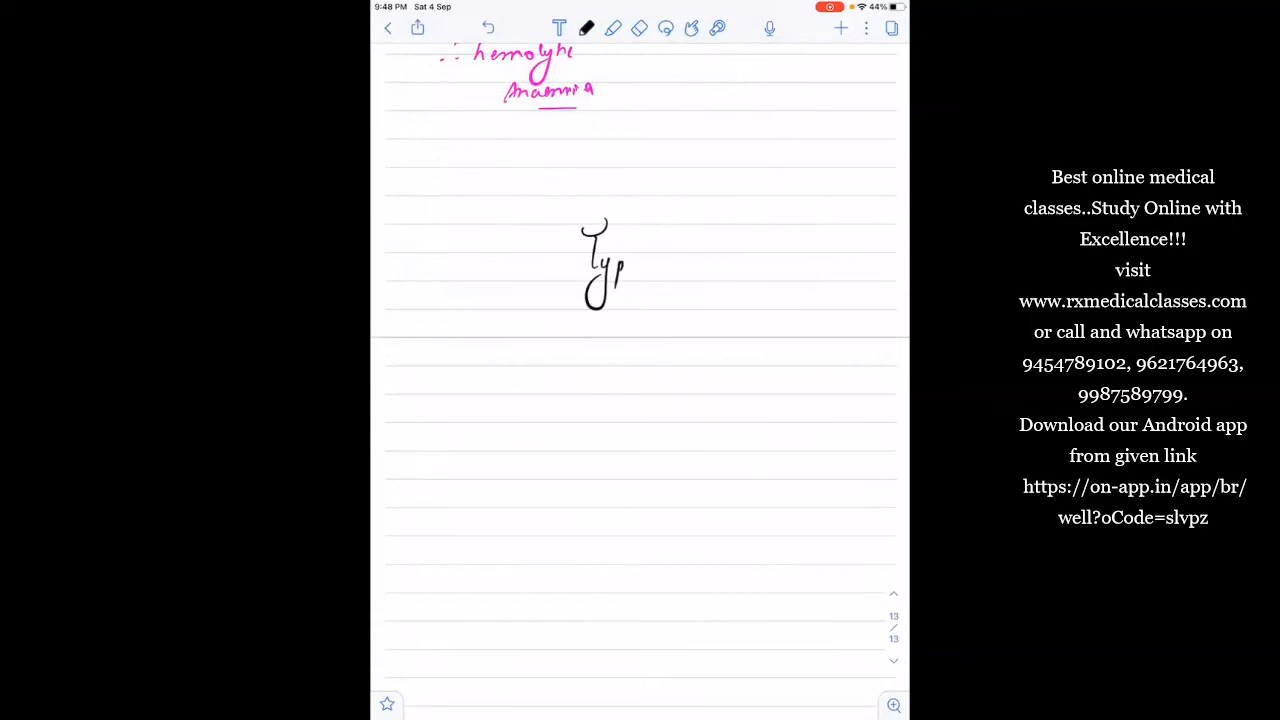 9:48 PM Sat 4 Sep
44%
∴ hemolytic
Anaemia
Typ
13
/
13
Best online medical
classes..Study Online with
Excellence!!!
visit
www.rxmedicalclasses.com
or call and whatsapp on
9454789102, 9621764963,
9987589799.
Download our Android app
from given link
https://on-app.in/app/br/
well?oCode=slvpz